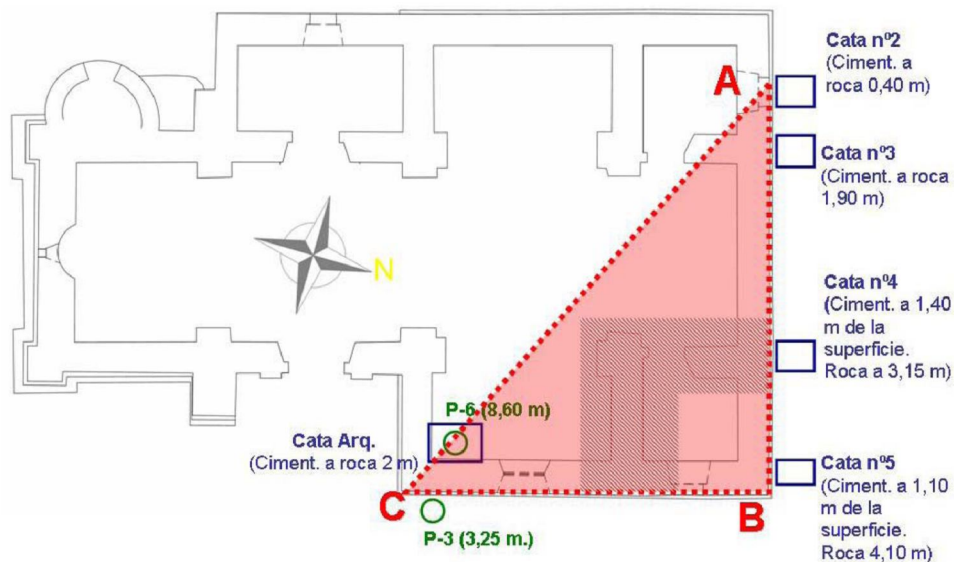 Cata nº2
(Ciment. a
roca 0,40 m)
A
Cata nº3
(Ciment. a roca
1,90 m)
N
Cata nº4
(Ciment. a 1,40
m de la
superficie.
Roca a 3,15 m)
P-6 (8,60 m)
Cata Arq.
(Ciment. a roca 2 m)
Cata nº5
(Ciment. a 1,10
m de la
superficie.
Roca 4,10 m)
C
B
P-3 (3,25 m.)